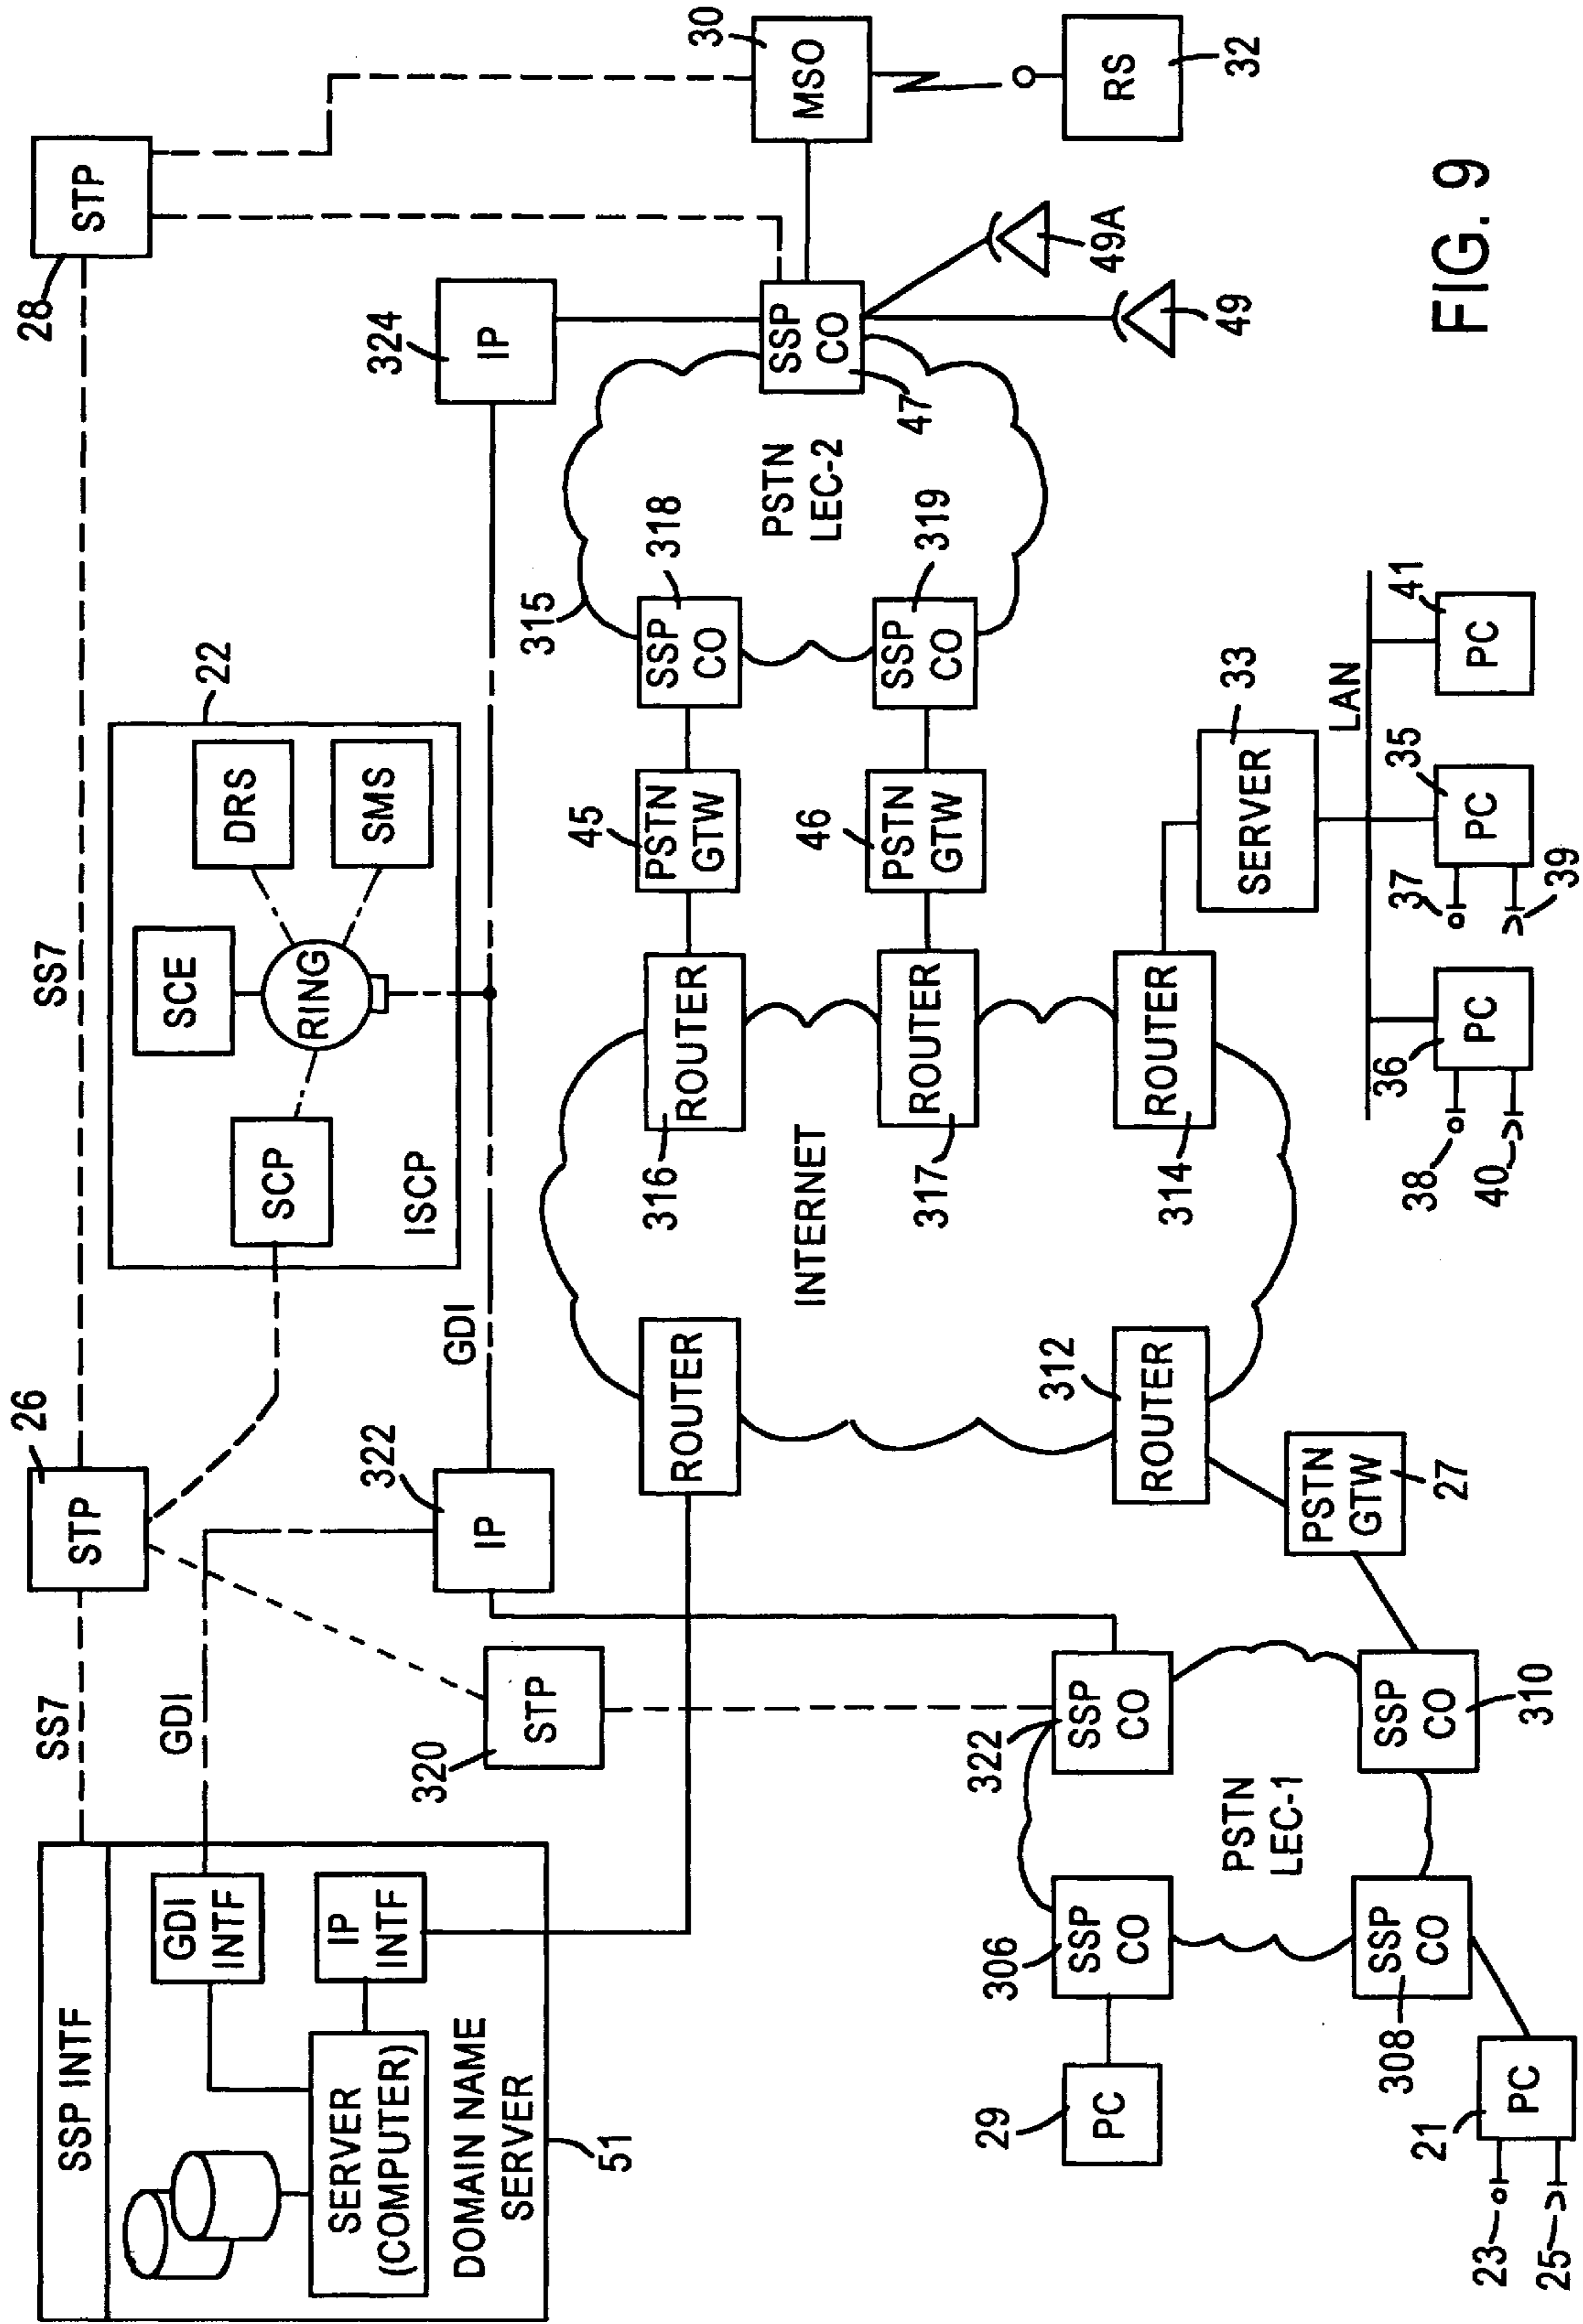 SSP INTF
GDI
INTF
IP
INTF
SERVER
(COMPUTER)
DOMAIN NAME
SERVER
51
SS7
GDI
26
STP
SS7
28
STP
22
SCP
SCE
RING
DRS
SMS
ISCP
GDI
322
IP
320
STP
324
IP
30
MSO
RS
32
ROUTER
316
ROUTER
45
PSTN
GTW
SSP
CO
318
315
PSTN
LEC-2
SSP
CO
47
49A
49
INTERNET
317
ROUTER
46
PSTN
GTW
SSP
CO
319
312
ROUTER
314
ROUTER
33
SERVER
LAN
PSTN
GTW
27
322
SSP
CO
306
SSP
CO
PSTN
LEC-1
SSP
CO
310
308
SSP
CO
29
PC
21
PC
23
25
36
PC
38
40
35
PC
37
39
41
PC
FIG. 9